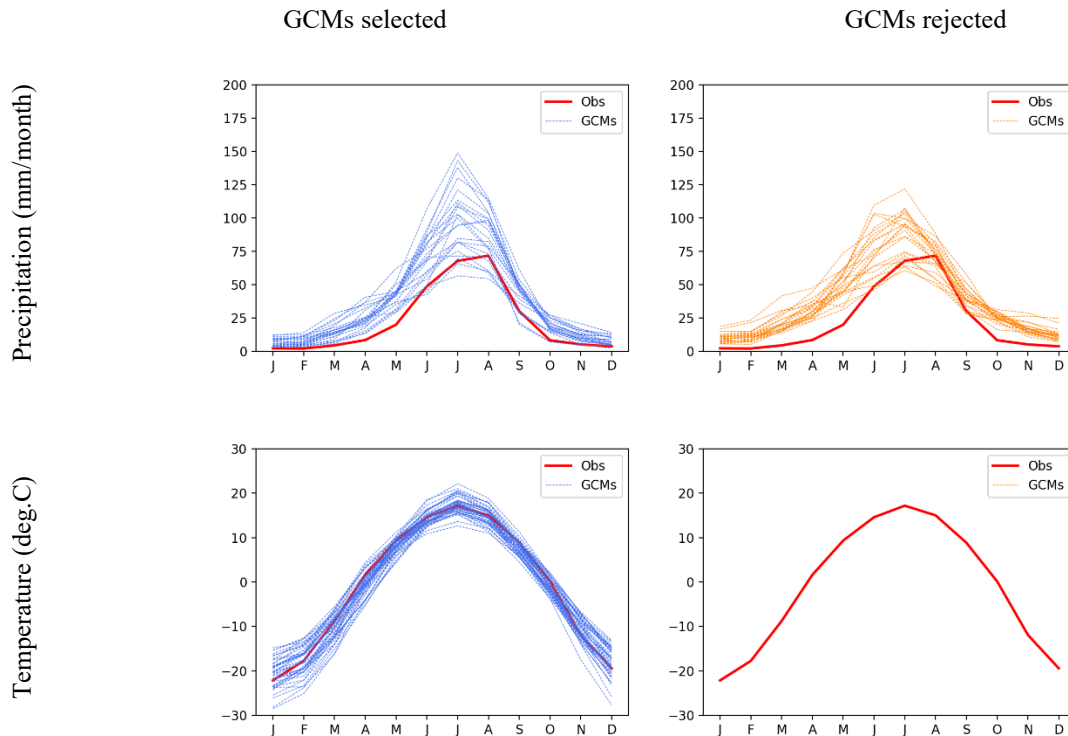 GCMs selected
GCMs rejected
Precipitation (mm/month)
200
175
150
125
100
75
50
25
0
J F M A M J J A S O N D
Obs
GCMs
200
175
150
125
100
75
50
25
0
J F M A M J J A S O N D
Obs
GCMs
Temperature (deg.C)
30
20
10
0
−10
−20
−30
J F M A M J J A S O N D
Obs
GCMs
30
20
10
0
−10
−20
−30
J F M A M J J A S O N D
Obs
GCMs